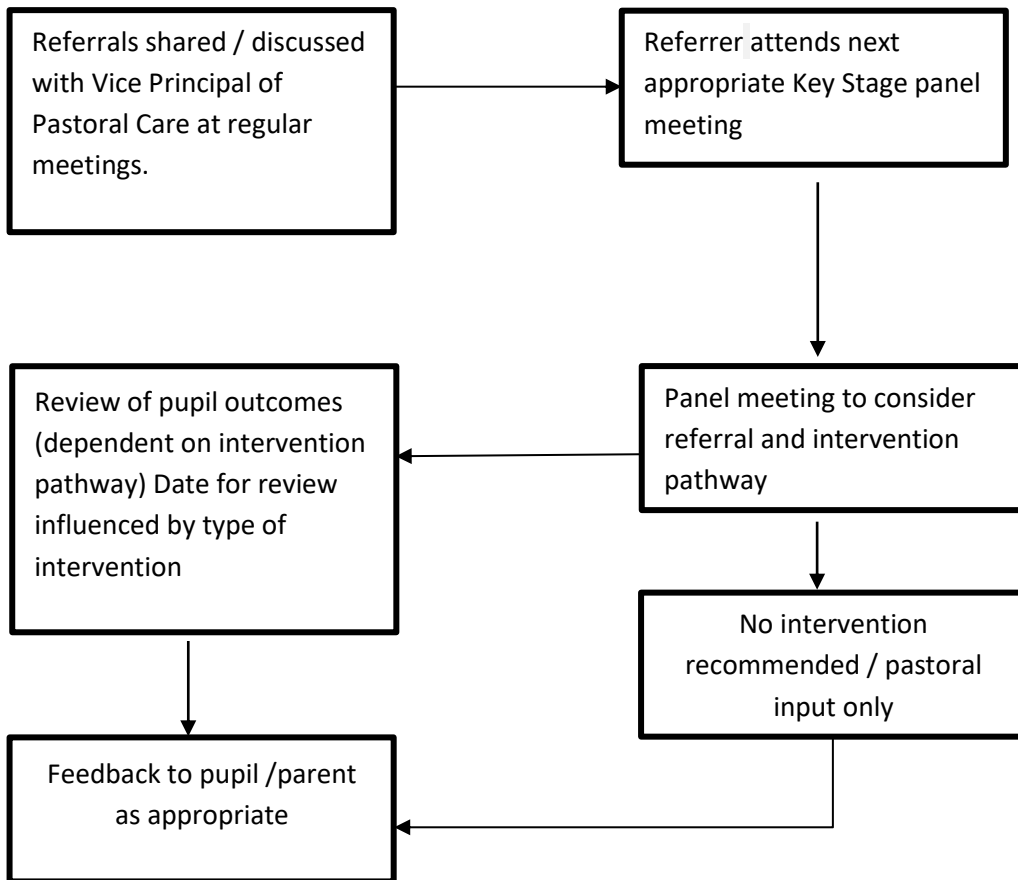 Referrals shared / discussed
with Vice Principal of
Pastoral Care at regular
meetings.
Referrer attends next
appropriate Key Stage panel
meeting
Panel meeting to consider
referral and intervention
pathway
Review of pupil outcomes
(dependent on intervention
pathway) Date for review
influenced by type of
intervention
No intervention
recommended / pastoral
input only
Feedback to pupil /parent
as appropriate